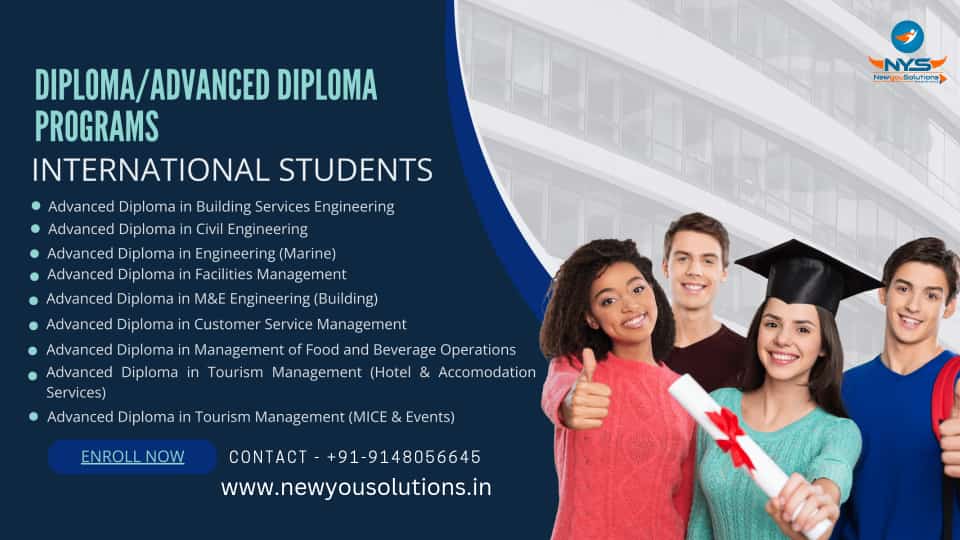 DIPLOMA/ADVANCED DIPLOMA
PROGRAMS
INTERNATIONAL STUDENTS
Advanced Diploma in Building Services Engineering
Advanced Diploma in Civil Engineering
Advanced Diploma in Engineering (Marine)
Advanced Diploma in Facilities Management
Advanced Diploma in M&E Engineering (Building)
Advanced Diploma in Customer Service Management
Advanced Diploma in Management of Food and Beverage Operations
Advanced Diploma in Tourism Management (Hotel & Accomodation
Services)
Advanced Diploma in Tourism Management (MICE & Events)
ENROLL NOW
CONTACT - +91-9148056645
www.newyousolutions.in
NYS
NewyouSolutions